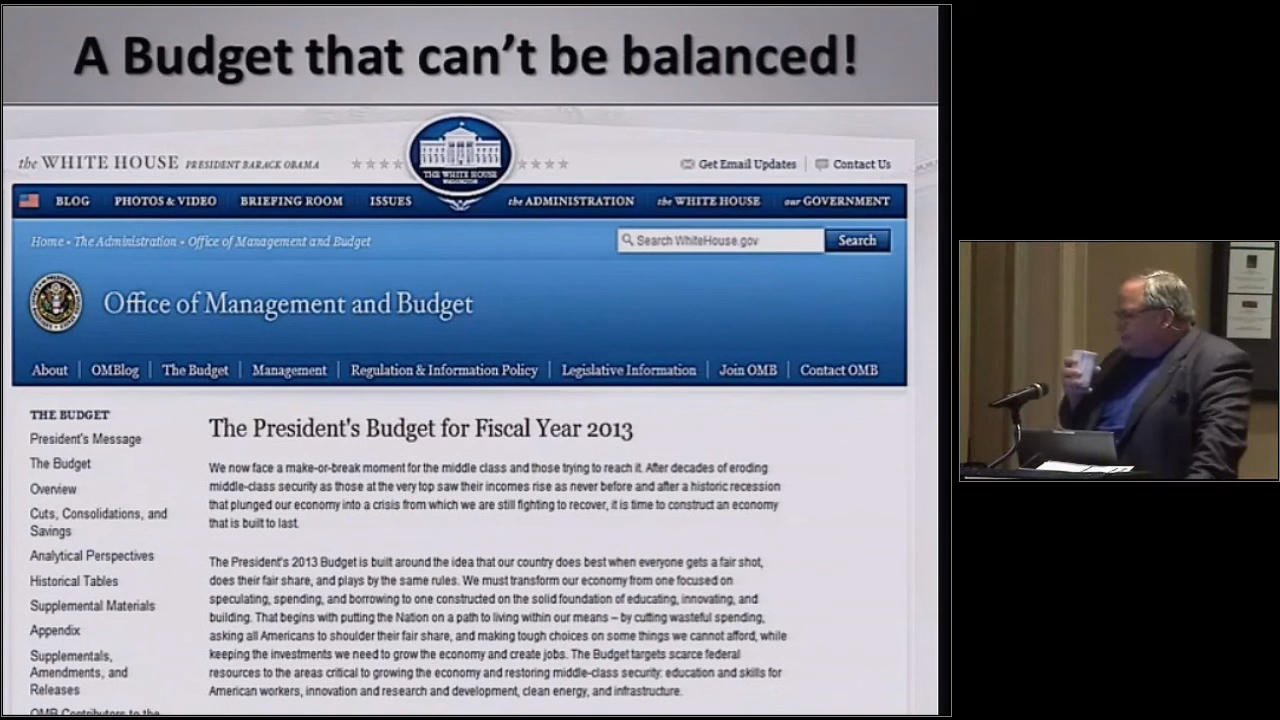 A Budget that can't be balanced!
the WHITE HOUSE PRESIDENT BARACK OBAMA
THE WHITE HOUSE
Get Email Updates
Contact Us
BLOG
PHOTOS & VIDEO
BRIEFING ROOM
ISSUES
the ADMINISTRATION
the WHITE HOUSE
our GOVERNMENT
Home • The Administration • Office of Management and Budget
Search WhiteHouse.gov
Search
Office of Management and Budget
About
OMBlog
The Budget
Management
Regulation & Information Policy
Legislative Information
Join OMB
Contact OMB
THE BUDGET
President's Message
The Budget
Overview
Cuts, Consolidations, and
Savings
Analytical Perspectives
Historical Tables
Supplemental Materials
Appendix
Supplementals,
Amendments, and
Releases
OMB Contributors to the
The President's Budget for Fiscal Year 2013
We now face a make-or-break moment for the middle class and those trying to reach it. After decades of eroding
middle-class security as those at the very top saw their incomes rise as never before and after a historic recession
that plunged our economy into a crisis from which we are still fighting to recover, it is time to construct an economy
that is built to last.
The President's 2013 Budget is built around the idea that our country does best when everyone gets a fair shot,
does their fair share, and plays by the same rules. We must transform our economy from one focused on
speculating, spending, and borrowing to one constructed on the solid foundation of educating, innovating, and
building. That begins with putting the Nation on a path to living within our means – by cutting wasteful spending,
asking all Americans to shoulder their fair share, and making tough choices on some things we cannot afford, while
keeping the investments we need to grow the economy and create jobs. The Budget targets scarce federal
resources to the areas critical to growing the economy and restoring middle-class security: education and skills for
American workers, innovation and research and development, clean energy, and infrastructure.